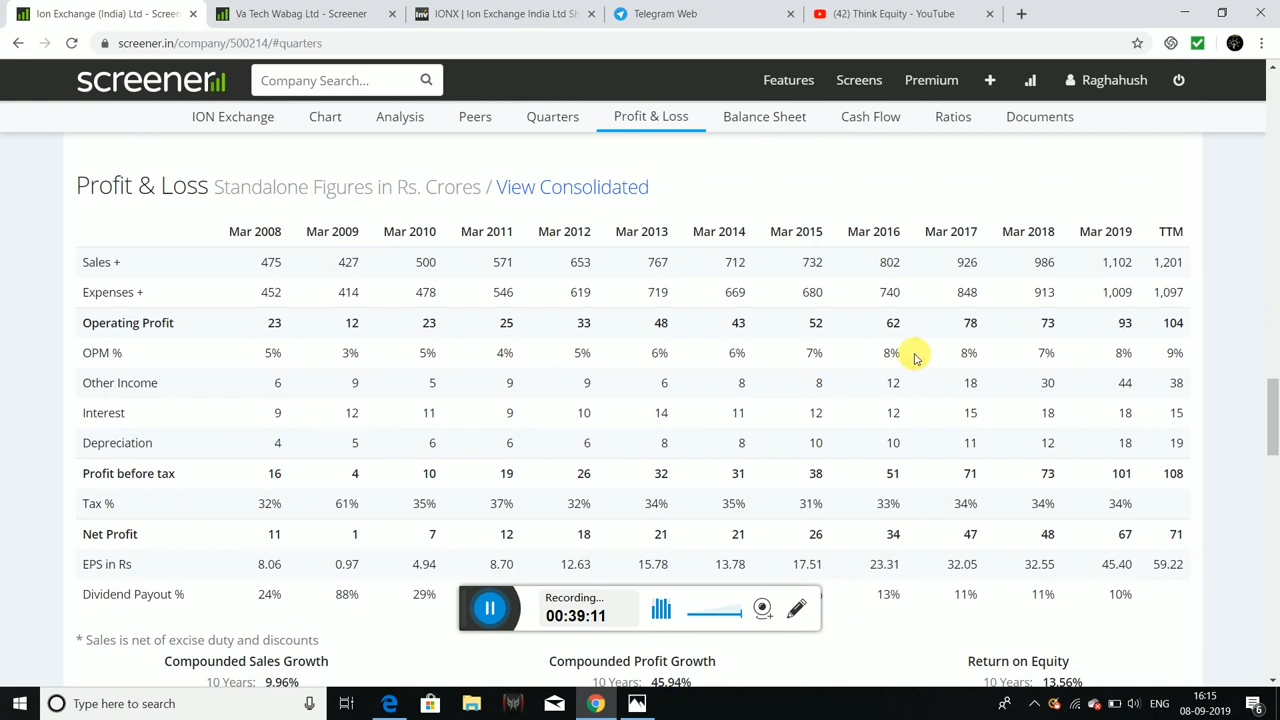 Ion Exchange (India) Ltd - Screen
Va Tech Wabag Ltd - Screener
Inv
IONX | Ion Exchange India Ltd Sh
Telegram Web
(42) Think Equity - YouTube
screener.in/company/500214/#quarters
screener
Company Search...
Features
Screens
Premium
Raghahush
ION Exchange
Chart
Analysis
Peers
Quarters
Profit & Loss
Balance Sheet
Cash Flow
Ratios
Documents
Profit & Loss Standalone Figures in Rs. Crores / View Consolidated
Mar 2008 Mar 2009 Mar 2010 Mar 2011 Mar 2012 Mar 2013 Mar 2014 Mar 2015 Mar 2016 Mar 2017 Mar 2018 Mar 2019 TTM
Sales + 475 427 500 571 653 767 712 732 802 926 986 1,102 1,201
Expenses + 452 414 478 546 619 719 669 680 740 848 913 1,009 1,097
Operating Profit 23 12 23 25 33 48 43 52 62 78 73 93 104
OPM % 5% 3% 5% 4% 5% 6% 6% 7% 8% 8% 7% 8% 9%
Other Income 6 9 5 9 9 6 8 8 12 18 30 44 38
Interest 9 12 11 9 10 14 11 12 12 15 18 18 15
Depreciation 4 5 6 6 6 8 8 10 10 11 12 18 19
Profit before tax 16 4 10 19 26 32 31 38 51 71 73 101 108
Tax % 32% 61% 35% 37% 32% 34% 35% 31% 33% 34% 34% 34%
Net Profit 11 1 7 12 18 21 21 26 34 47 48 67 71
EPS in Rs 8.06 0.97 4.94 8.70 12.63 15.78 13.78 17.51 23.31 32.05 32.55 45.40 59.22
Dividend Payout % 24% 88% 29% 13% 11% 11% 10%
Recording...
00:39:11
* Sales is net of excise duty and discounts
Compounded Sales Growth
Compounded Profit Growth
Return on Equity
10 Years: 9.96%
10 Years: 45.94%
10 Years: 13.56%
Type here to search
ENG
16:15
08-09-2019
6